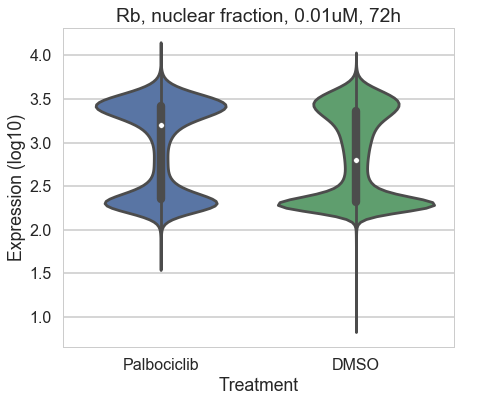 Rb, nuclear fraction, 0.01uM, 72h
Expression (log10)
4.0
3.5
3.0
2.5
2.0
1.5
1.0
Palbociclib DMSO
Treatment